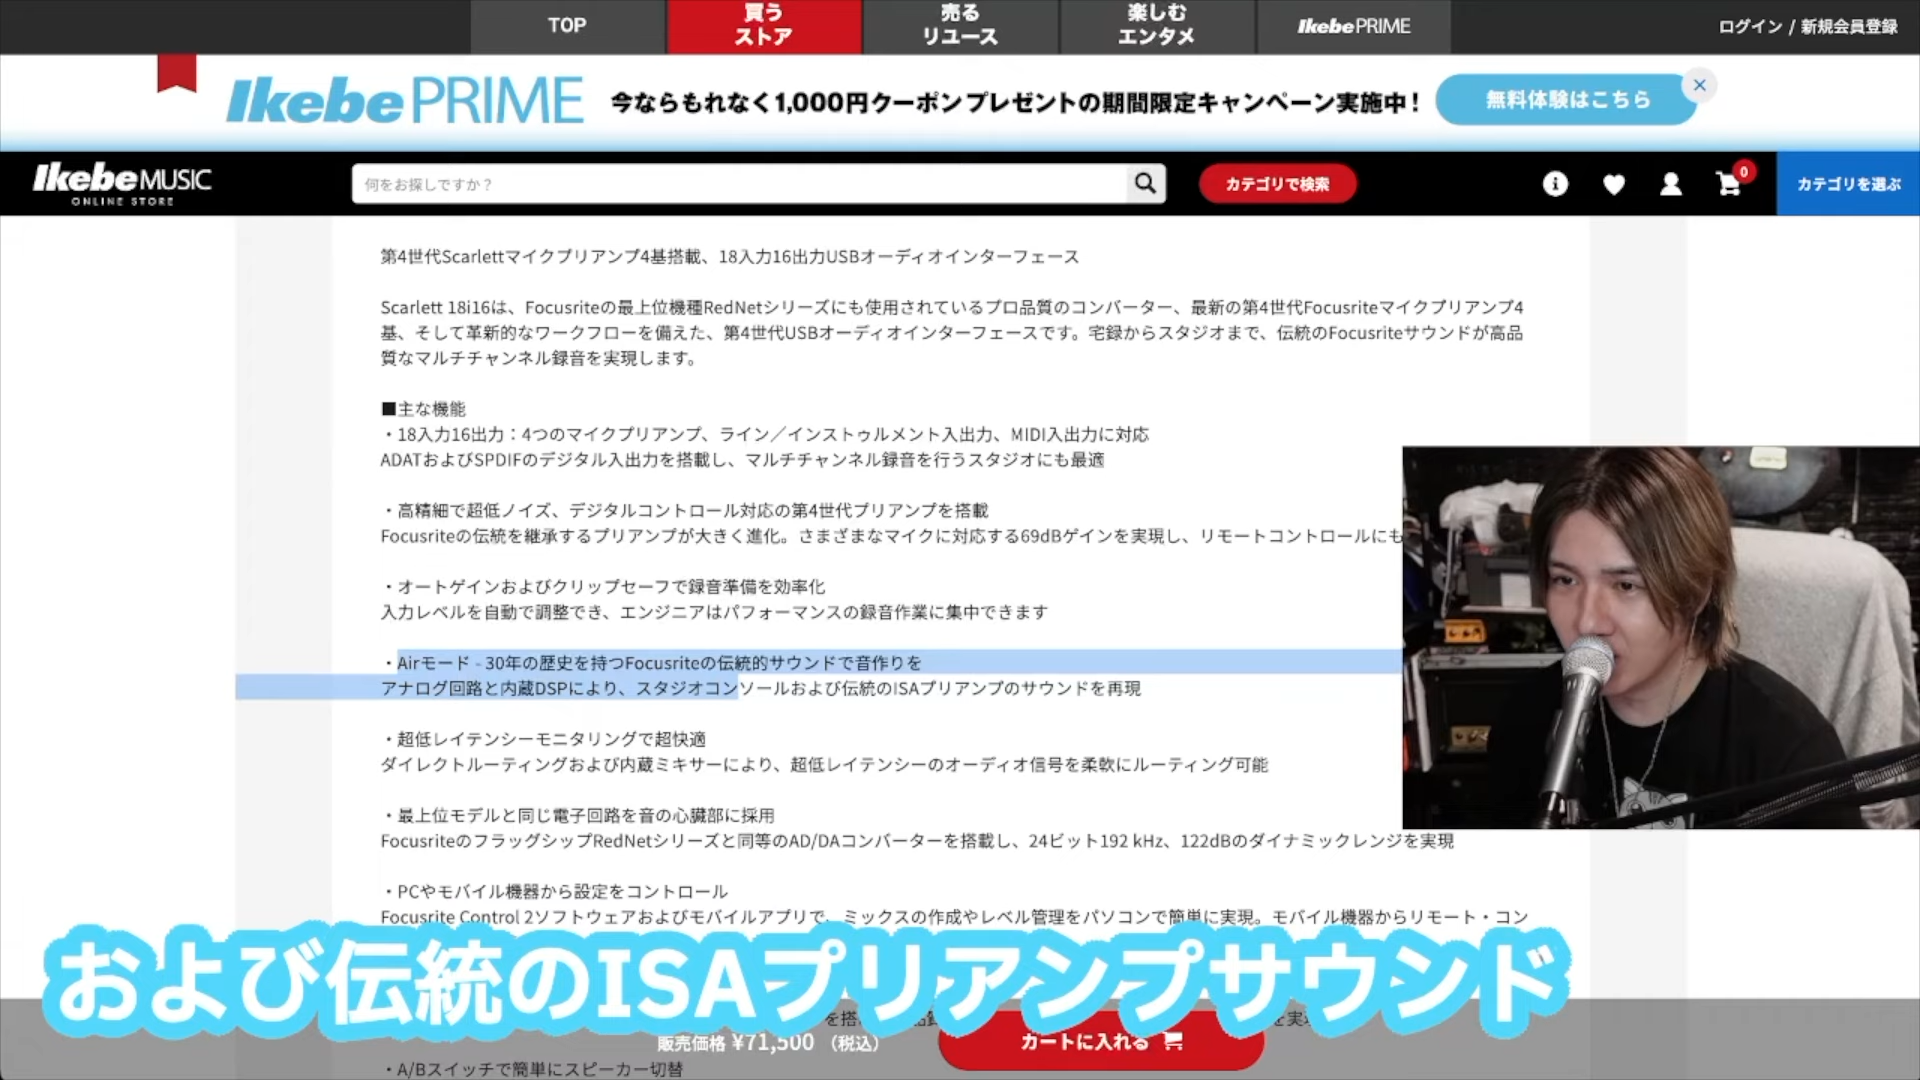 TOP
買う
ストア
売る
リユース
楽しむ
エンタメ
Ikebe PRIME
ログイン / 新規会員登録
Ikebe PRIME
今ならもれなく1,000円クーポンプレゼントの期間限定キャンペーン実施中！
無料体験はこちら
Ikebe MUSIC
ONLINE STORE
何をお探しですか？
カテゴリで検索
0
カテゴリを選ぶ
第4世代Scarlettマイクプリアンプ4基搭載、18入力16出力USBオーディオインターフェース
Scarlett 18i16は、Focusriteの最上位機種RedNetシリーズにも使用されているプロ品質のコンバーター、最新の第4世代Focusriteマイクプリアンプ4
基、そして革新的なワークフローを備えた、第4世代USBオーディオインターフェースです。宅録からスタジオまで、伝統のFocusriteサウンドが高品
質なマルチチャンネル録音を実現します。
■主な機能
・18入力16出力：4つのマイクプリアンプ、ライン／インストゥルメント入出力、MIDI入出力に対応
ADATおよびSPDIFのデジタル入出力を搭載し、マルチチャンネル録音を行うスタジオにも最適
・高精細で超低ノイズ、デジタルコントロール対応の第4世代プリアンプを搭載
Focusriteの伝統を継承するプリアンプが大きく進化。さまざまなマイクに対応する69dBゲインを実現し、リモートコントロールにも
・オートゲインおよびクリップセーフで録音準備を効率化
入力レベルを自動で調整でき、エンジニアはパフォーマンスの録音作業に集中できます
・Airモード - 30年の歴史を持つFocusriteの伝統的サウンドで音作りを
アナログ回路と内蔵DSPにより、スタジオコンソールおよび伝統のISAプリアンプのサウンドを再現
・超低レイテンシーモニタリングで超快適
ダイレクトルーティングおよび内蔵ミキサーにより、超低レイテンシーのオーディオ信号を柔軟にルーティング可能
・最上位モデルと同じ電子回路を音の心臓部に採用
FocusriteのフラッグシップRedNetシリーズと同等のAD/DAコンバーターを搭載し、24ビット192 kHz、122dBのダイナミックレンジを実現
・PCやモバイル機器から設定をコントロール
Focusrite Control 2ソフトウェアおよびモバイルアプリで、ミックスの作成やレベル管理をパソコンで簡単に実現。モバイル機器からリモート・コン
および伝統のISAプリアンプサウンド
販売価格 ¥71,500 （税込）
カートに入れる
・A/Bスイッチで簡単にスピーカー切替